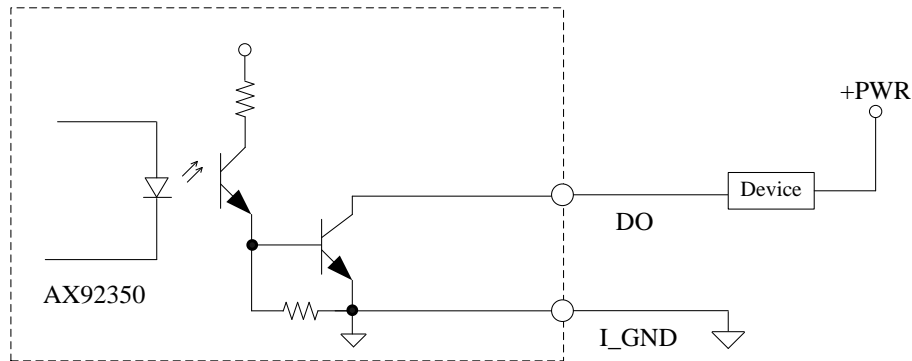 +PWR
Device
DO
AX92350
I_GND